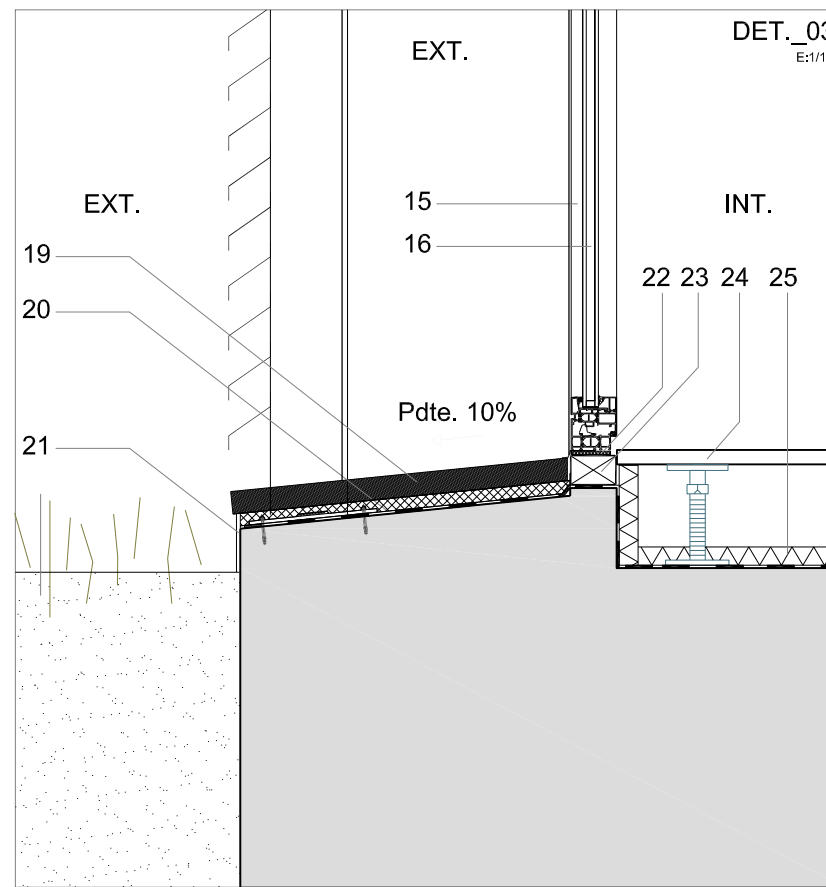 DET._03
E:1/1
EXT.
EXT.
INT.
15
16
19
20
21
22 23 24 25
Pdte. 10%